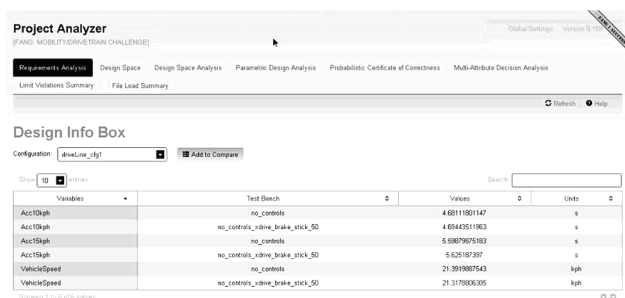 Project Analyzer
Global Settings Version 0.159
[FANG: MOBILITY/DRIVETRAIN CHALLENGE]
Requirements Analysis Design Space Design Space Analysis Parametric Design Analysis Probabilistic Certificate of Correctness Multi-Attribute Decision Analysis
Limit Violations Summary File Load Summary
Refresh Help
Design Info Box
Configuration: driveLine_cfg1 Add to Compare
Show 10 entries Search:
Variables Test Bench Values Units
Acc10kph no_controls 4.68111801147 s
Acc10kph no_controls_xdrive_brake_stick_50 4.69443511963 s
Acc15kph no_controls 5.59879875183 s
Acc15kph no_controls_xdrive_brake_stick_50 5.625187397 s
VehicleSpeed no_controls 21.3919887543 kph
VehicleSpeed no_controls_xdrive_brake_stick_50 21.3178806305 kph